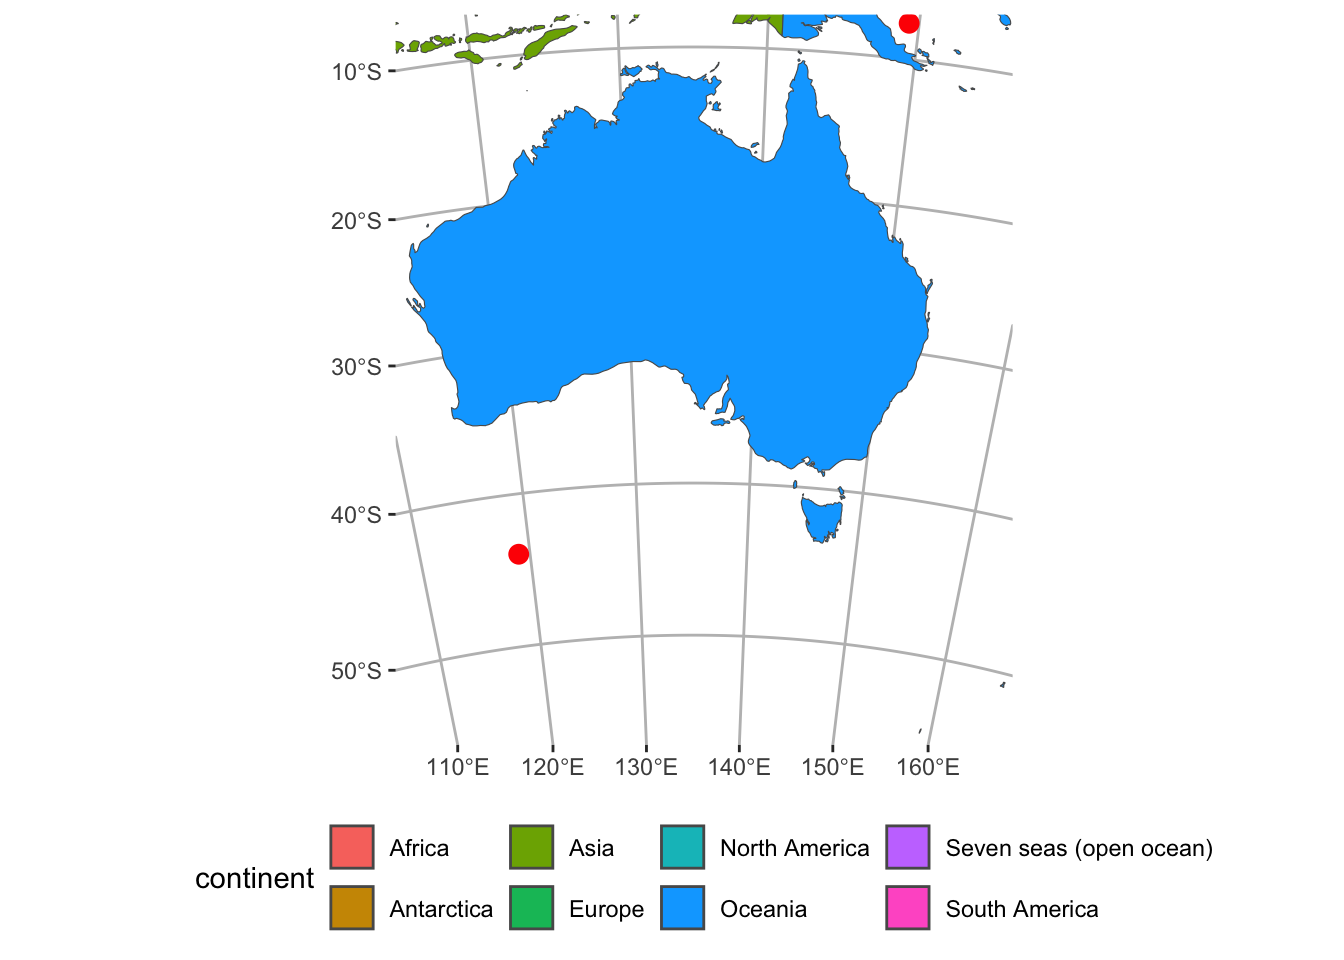 10°S
20°S
30°S
40°S
50°S
110°E 120°E 130°E 140°E 150°E 160°E
continent
Africa Asia North America Seven seas (open ocean)
Antarctica Europe Oceania South America